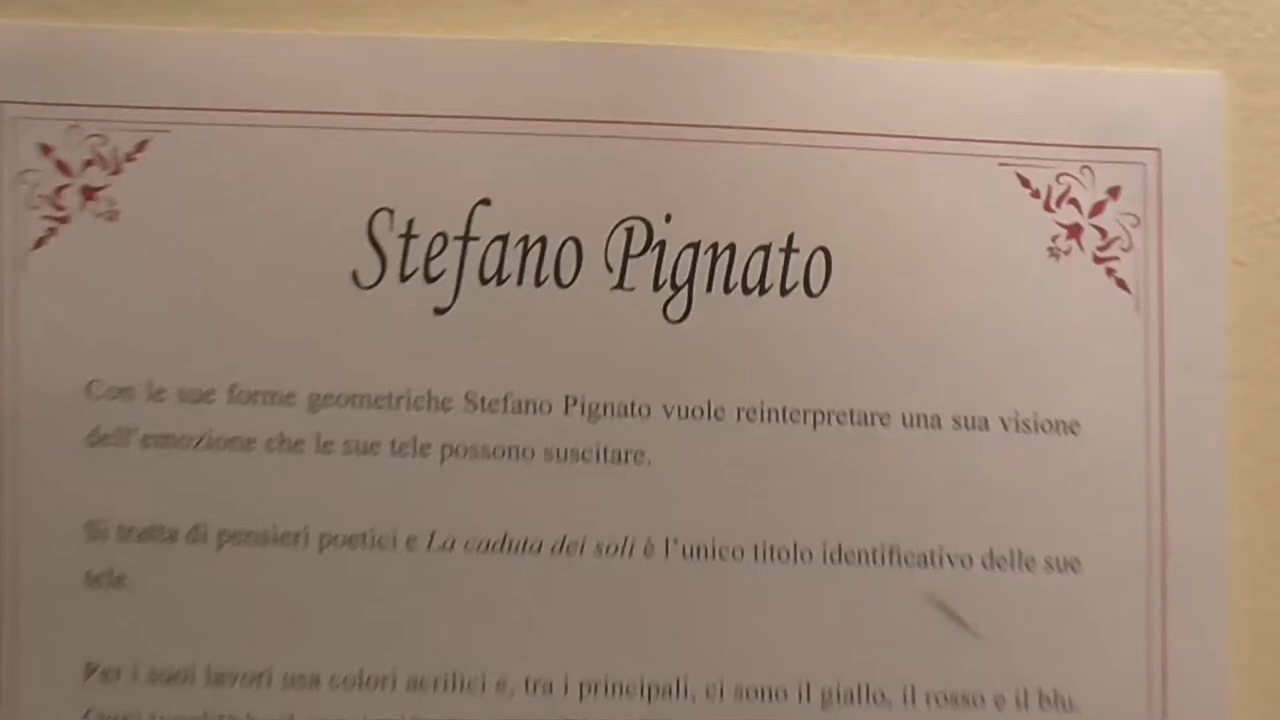 Stefano Pignato
Con le sue forme geometriche Stefano Pignato vuole reinterpretare una sua visione
dell'emozione che le sue tele possono suscitare.
Si tratta di pensieri poetici e La caduta dei soli è l'unico titolo identificativo delle sue
tele.
Per i suoi lavori usa colori acrilici e, tra i principali, ci sono il giallo, il rosso e il blu.